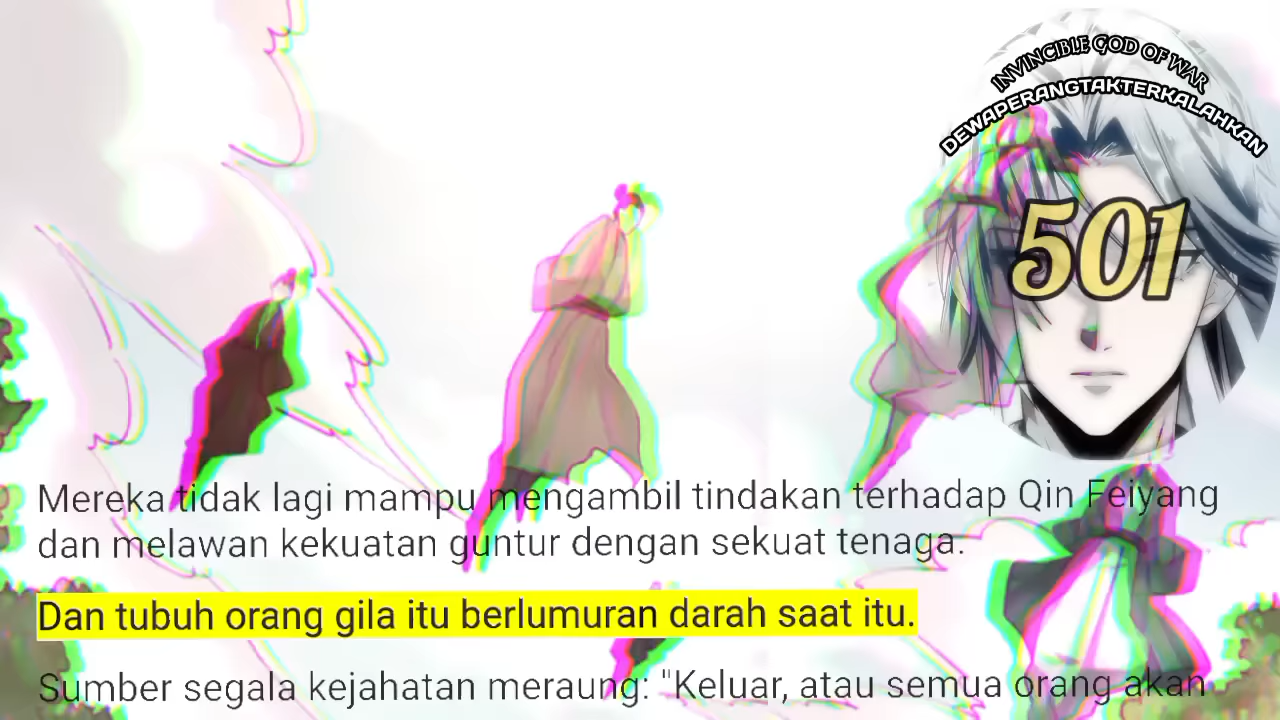 INVINCIBLE GOD OF WAR
DEWAPERANGTAKTERKALAHKAN
501
Mereka tidak lagi mampu mengambil tindakan terhadap Qin Feiyang
dan melawan kekuatan guntur dengan sekuat tenaga.
Dan tubuh orang gila itu berlumuran darah saat itu.
Sumber segala kejahatan meraung: "Keluar, atau semua orang akan